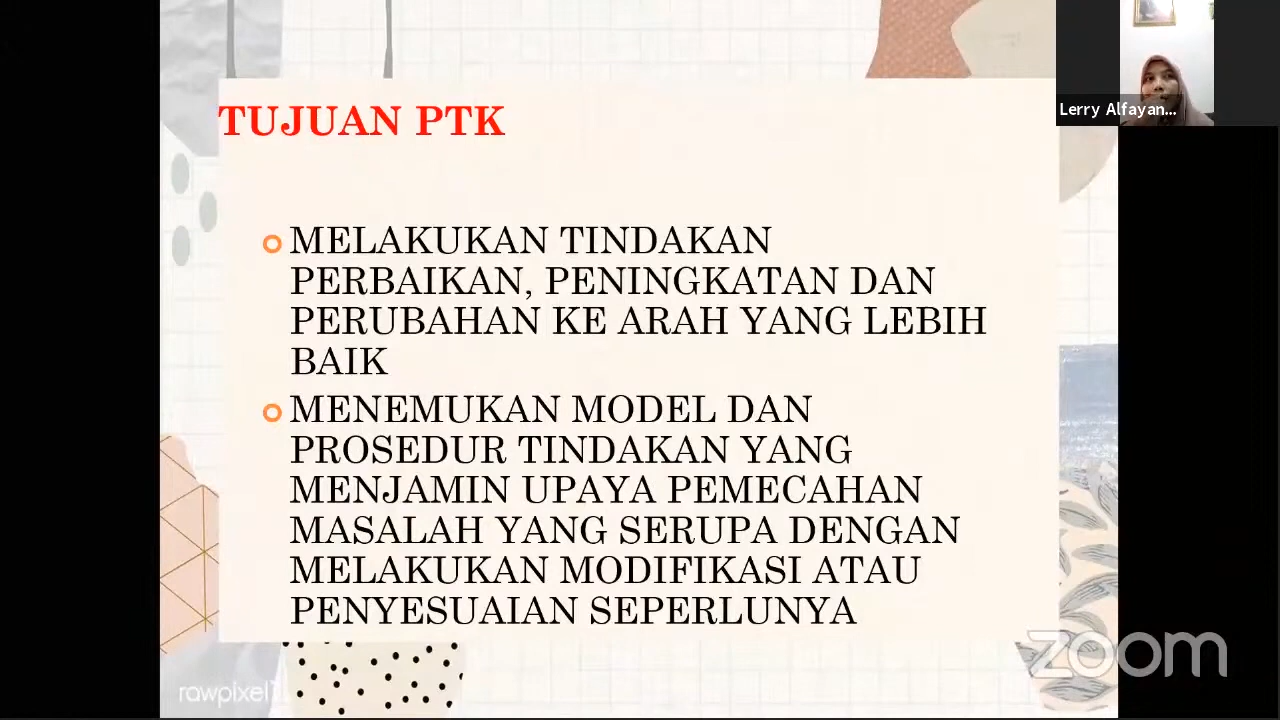 TUJUAN PTK
Lerry Alfayan...
MELAKUKAN TINDAKAN
PERBAIKAN, PENINGKATAN DAN
PERUBAHAN KE ARAH YANG LEBIH
BAIK
MENEMUKAN MODEL DAN
PROSEDUR TINDAKAN YANG
MENJAMIN UPAYA PEMECAHAN
MASALAH YANG SERUPA DENGAN
MELAKUKAN MODIFIKASI ATAU
PENYESUAIAN SEPERLUNYA
zoom
rawpixel